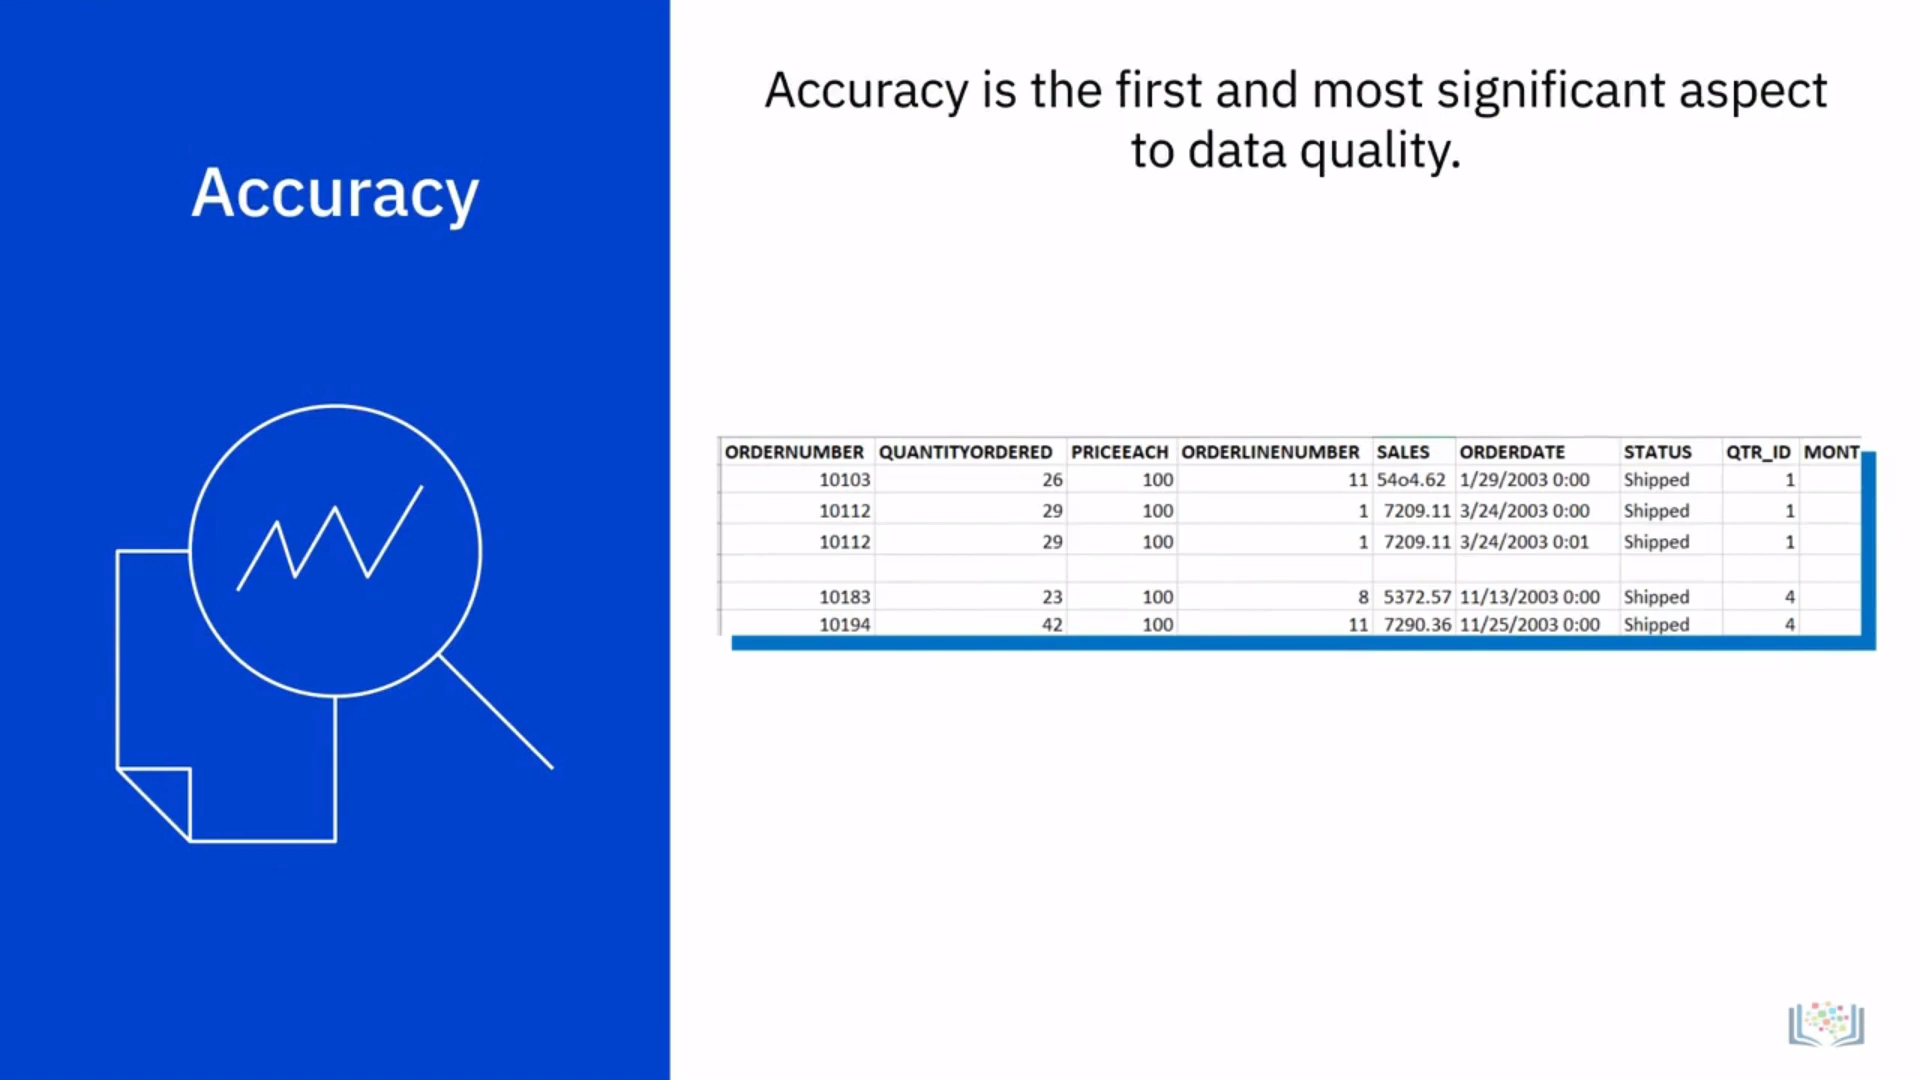 Accuracy
Accuracy is the first and most significant aspect
to data quality.
ORDERNUMBER QUANTITYORDERED PRICEEACH ORDERLINENUMBER SALES ORDERDATE STATUS QTR_ID MONT
10103 26 100 11 54o4.62 1/29/2003 0:00 Shipped 1
10112 29 100 1 7209.11 3/24/2003 0:00 Shipped 1
10112 29 100 1 7209.11 3/24/2003 0:01 Shipped 1
10183 23 100 8 5372.57 11/13/2003 0:00 Shipped 4
10194 42 100 11 7290.36 11/25/2003 0:00 Shipped 4